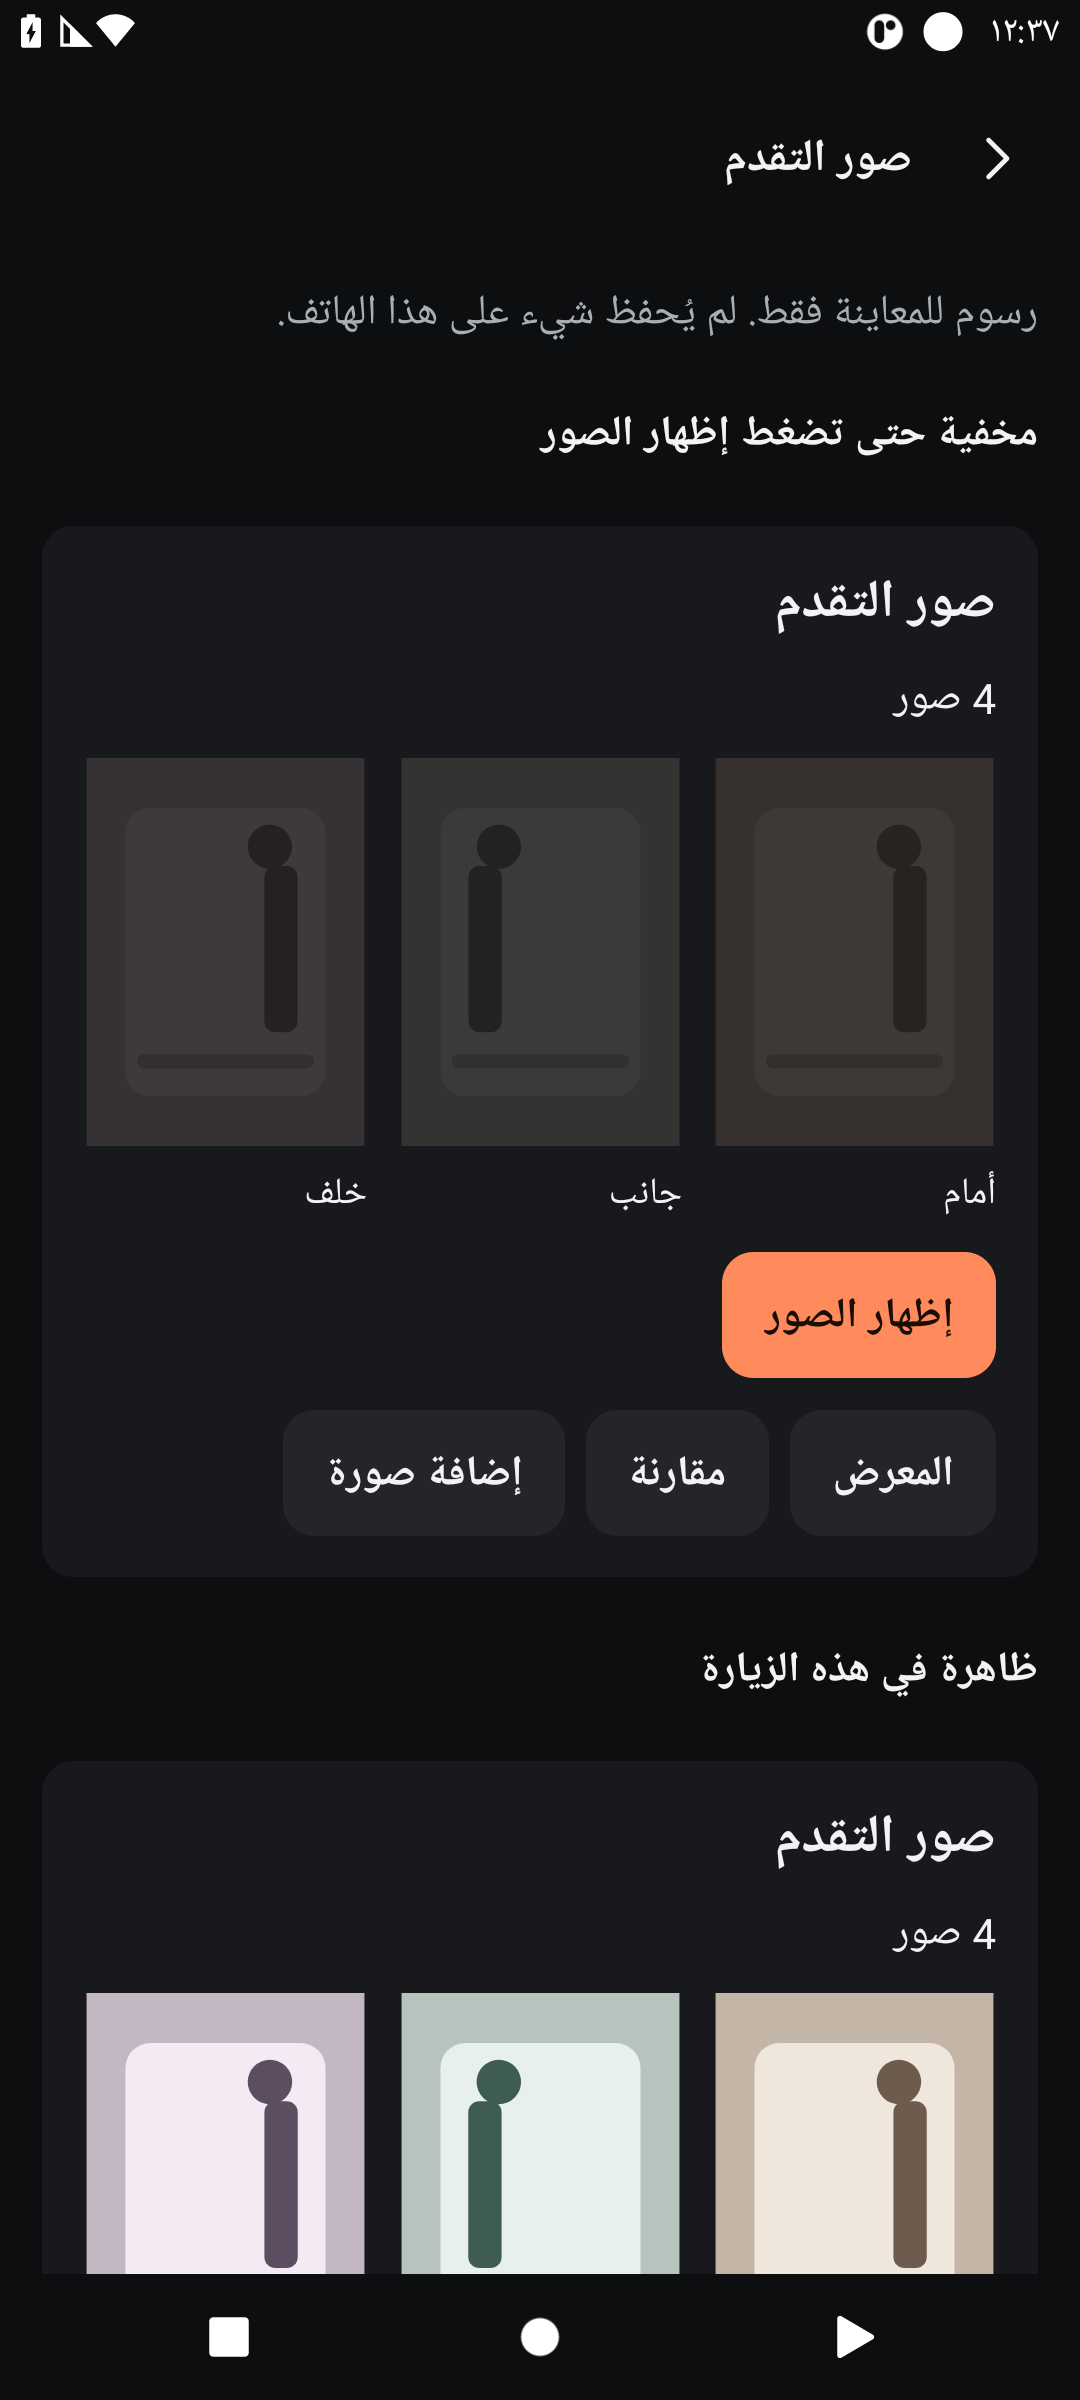 ١٢:٣٧
صور التقدم
رسوم للمعاينة فقط. لم يُحفظ شيء على هذا الهاتف.
مخفية حتى تضغط إظهار الصور
صور التقدم
4 صور
أمام
جانب
خلف
إظهار الصور
المعرض
مقارنة
إضافة صورة
ظاهرة في هذه الزيارة
صور التقدم
4 صور